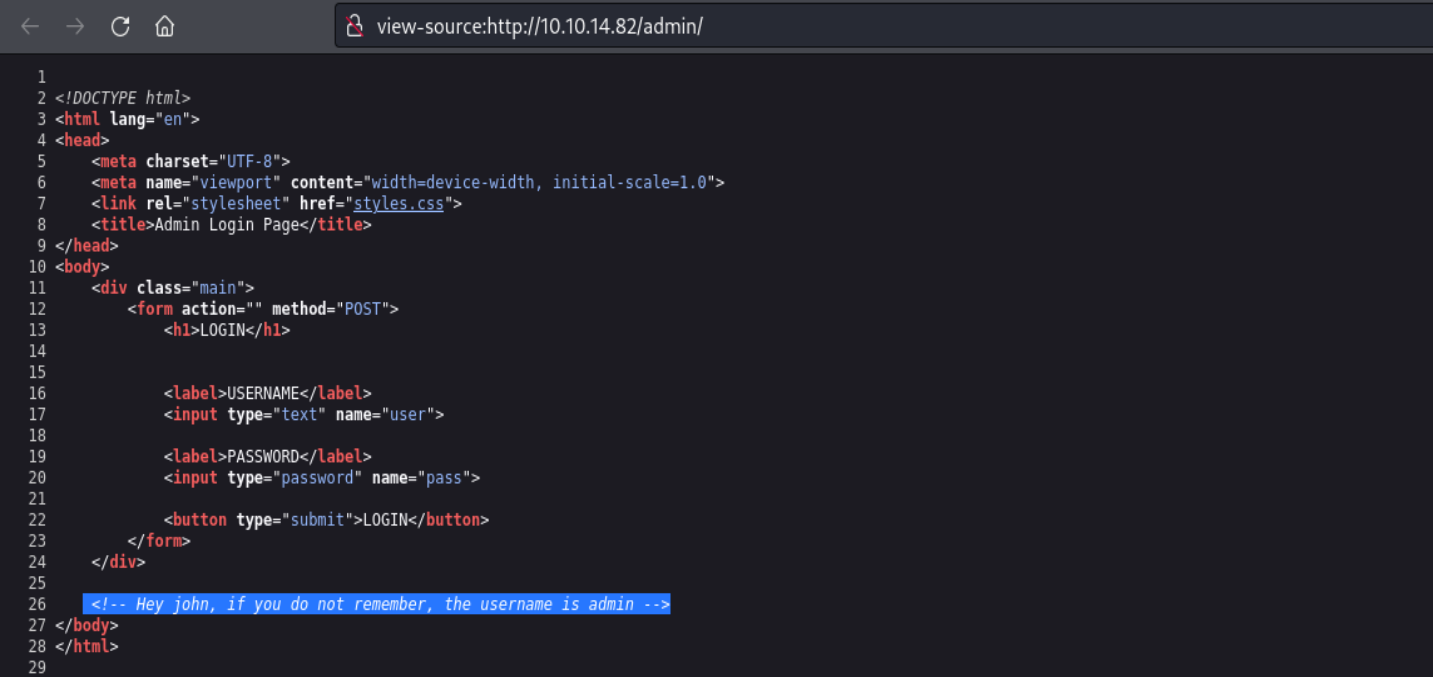 view-source:http://10.10.14.82/admin/
1
2 <!DOCTYPE html>
3 <html lang="en">
4 <head>
5     <meta charset="UTF-8">
6     <meta name="viewport" content="width=device-width, initial-scale=1.0">
7     <link rel="stylesheet" href="styles.css">
8     <title>Admin Login Page</title>
9 </head>
10 <body>
11     <div class="main">
12         <form action="" method="POST">
13             <h1>LOGIN</h1>
14
15
16             <label>USERNAME</label>
17             <input type="text" name="user">
18
19             <label>PASSWORD</label>
20             <input type="password" name="pass">
21
22             <button type="submit">LOGIN</button>
23         </form>
24     </div>
25
26     <!-- Hey john, if you do not remember, the username is admin -->
27 </body>
28 </html>
29